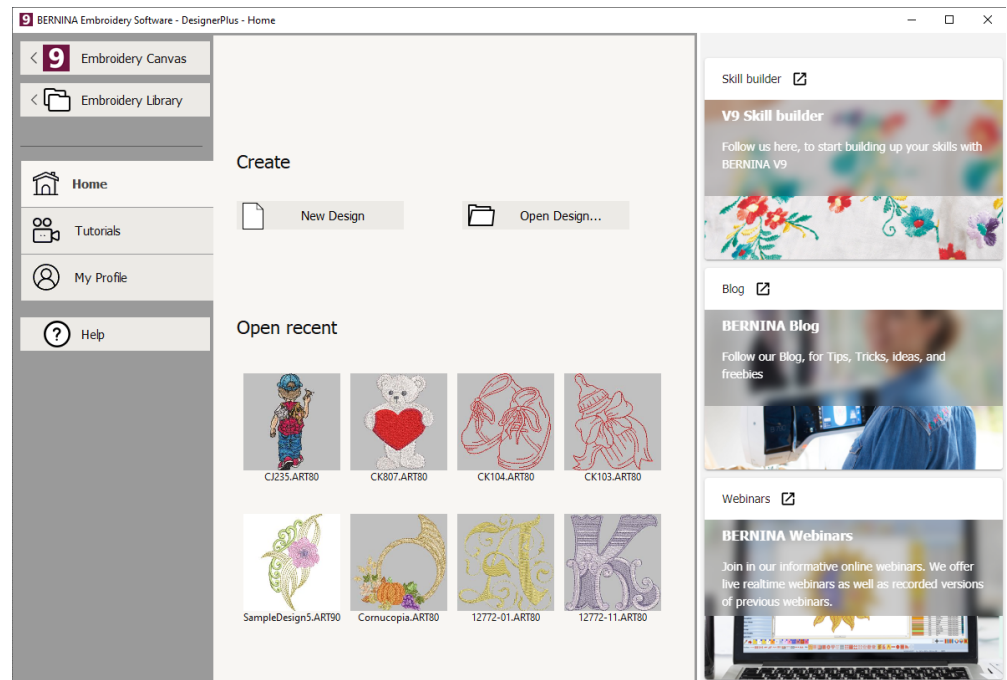 9 BERNINA Embroidery Software - DesignerPlus - Home
9 Embroidery Canvas
Embroidery Library
Home
Tutorials
My Profile
? Help
Create
New Design
Open Design...
Open recent
CJ235.ART80
CK807.ART80
CK104.ART80
CK103.ART80
SampleDesign5.ART90
Cornucopia.ART80
12772-01.ART80
12772-11.ART80
Skill builder
V9 Skill builder
Follow us here, to start building up your skills with
BERNINA V9
Blog
BERNINA Blog
Follow our Blog, for Tips, Tricks, ideas, and
freebies
Webinars
BERNINA Webinars
Join in our informative online webinars. We offer
live realtime webinars as well as recorded versions
of previous webinars.